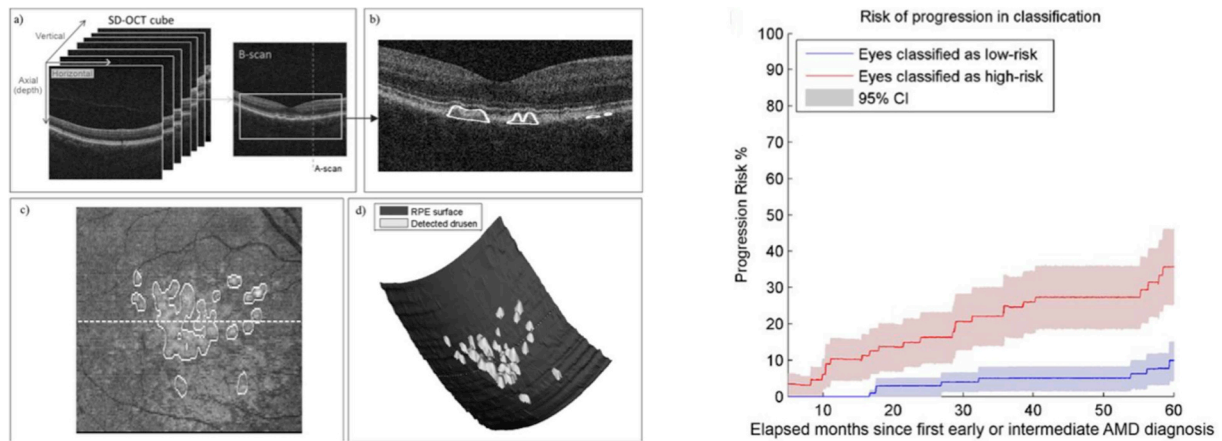 a)
SD-OCT cube
Vertical
Horizontal
Axial
(depth)
B-scan
A-scan
b)
c)
d)
RPE surface
Detected drusen
Risk of progression in classification
Eyes classified as low-risk
Eyes classified as high-risk
95% CI
Progression Risk %
100
90
80
70
60
50
40
30
20
10
0
10 20 30 40 50 60
Elapsed months since first early or intermediate AMD diagnosis